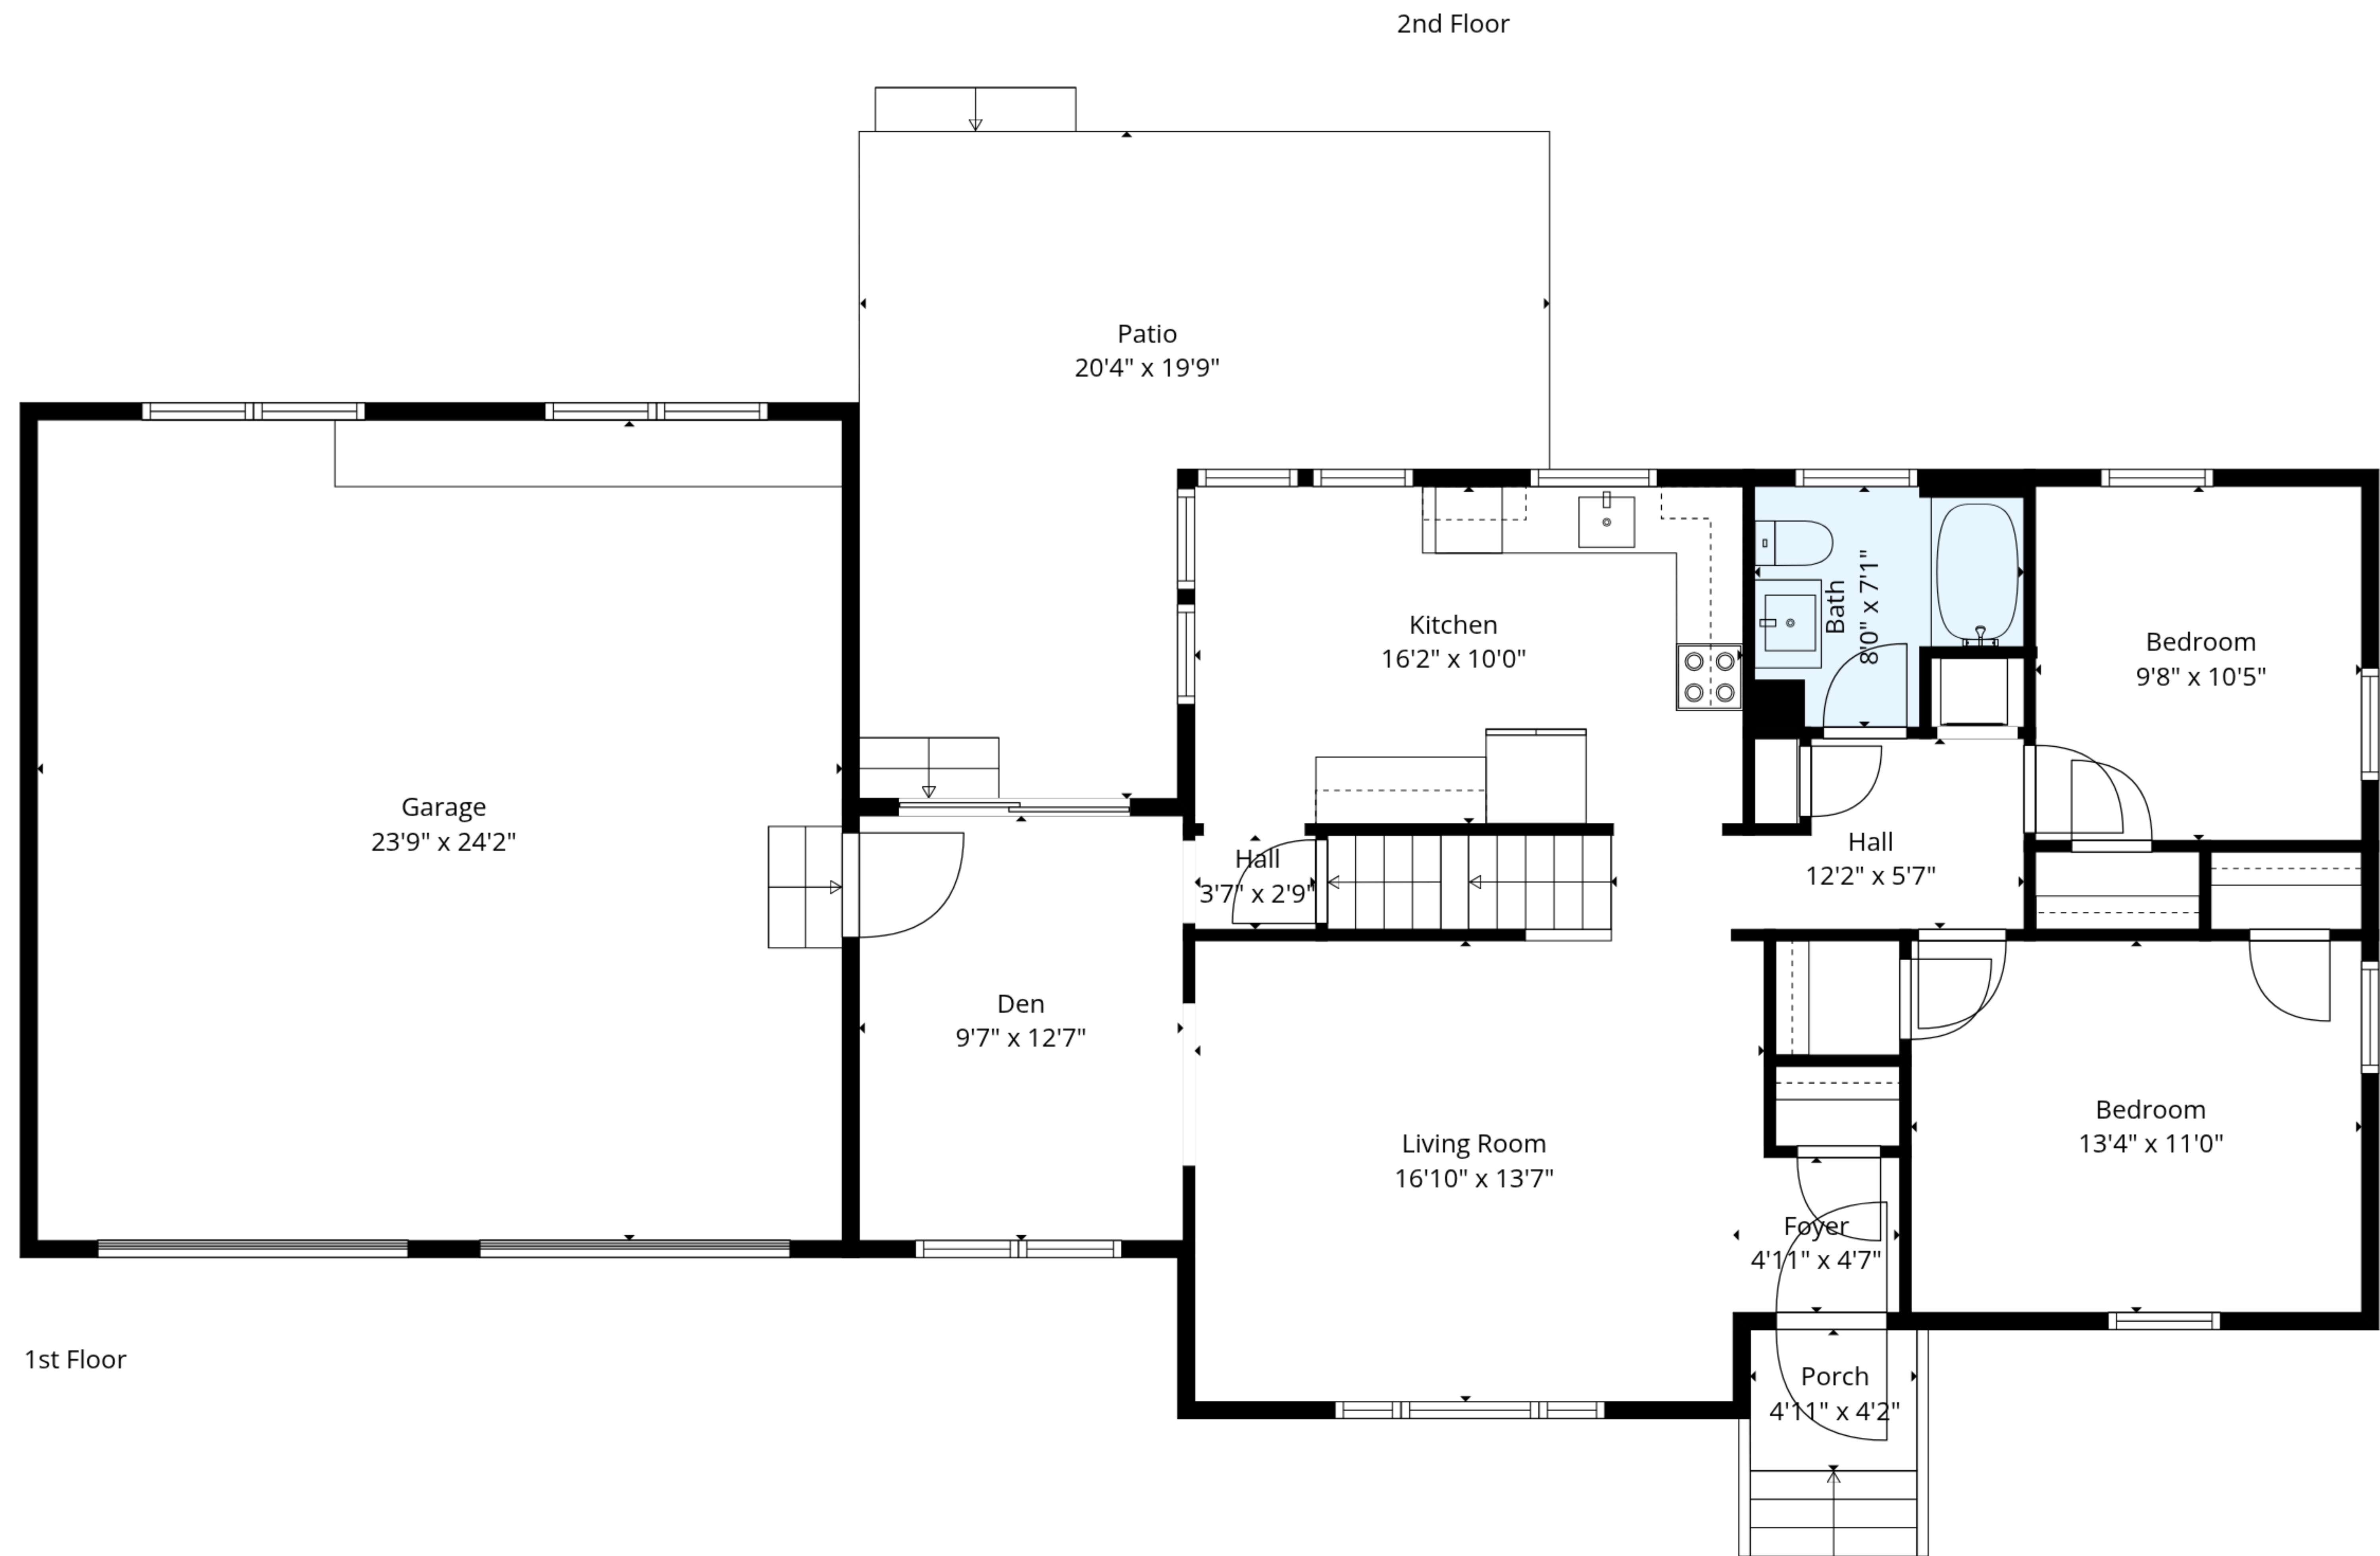 2nd Floor
Patio
20'4" x 19'9"
Kitchen
16'2" x 10'0"
Bath
8'0" x 7'1"
Bedroom
9'8" x 10'5"
Garage
23'9" x 24'2"
Hall
3'7" x 2'9"
Hall
12'2" x 5'7"
Den
9'7" x 12'7"
Living Room
16'10" x 13'7"
Bedroom
13'4" x 11'0"
Foyer
4'11" x 4'7"
1st Floor
Porch
4'11" x 4'2"